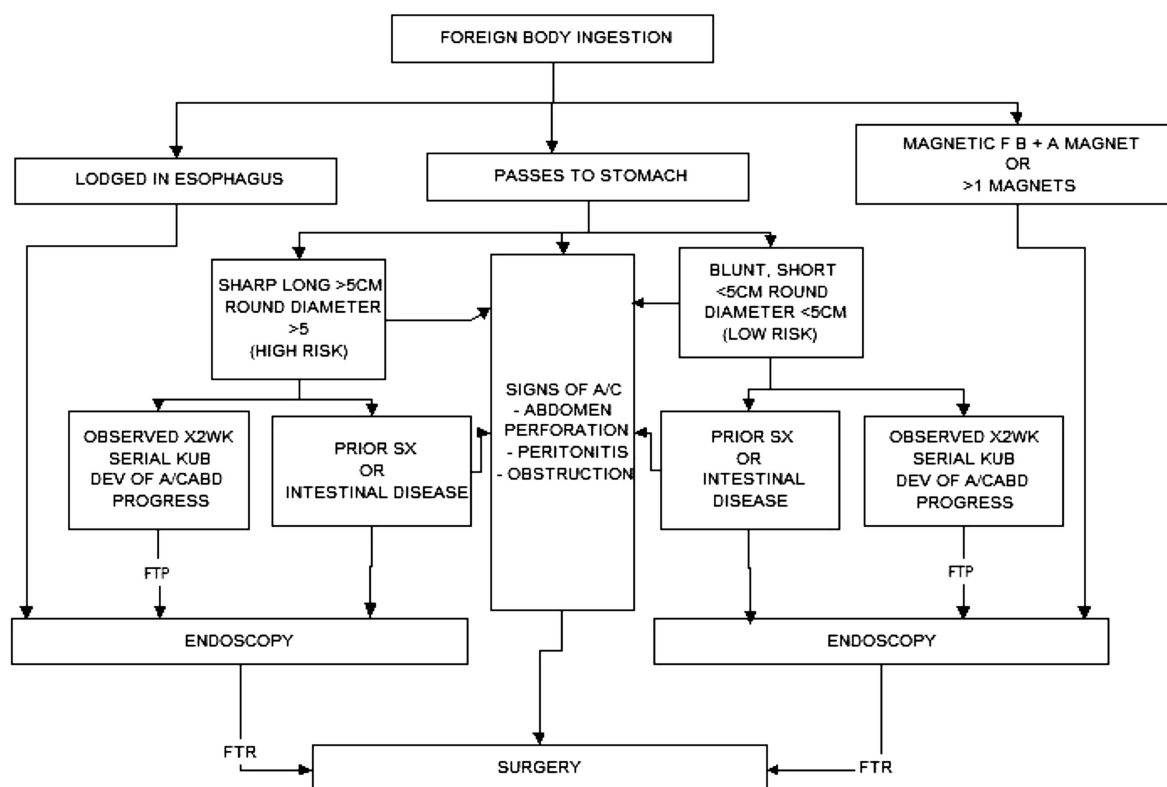 FOREIGN BODY INGESTION
LODGED IN ESOPHAGUS
PASSES TO STOMACH
MAGNETIC F B + A MAGNET
OR
>1 MAGNETS
SHARP LONG >5CM
ROUND DIAMETER
>5
(HIGH RISK)
BLUNT, SHORT
<5CM ROUND
DIAMETER <5CM
(LOW RISK)
SIGNS OF A/C
- ABDOMEN
PERFORATION
- PERITONITIS
- OBSTRUCTION
OBSERVED X2WK
SERIAL KUB
DEV OF A/CABD
PROGRESS
PRIOR SX
OR
INTESTINAL DISEASE
PRIOR SX
OR
INTESTINAL
DISEASE
OBSERVED X2WK
SERIAL KUB
DEV OF A/CABD
PROGRESS
FTP
FTP
ENDOSCOPY
ENDOSCOPY
FTR
SURGERY
FTR